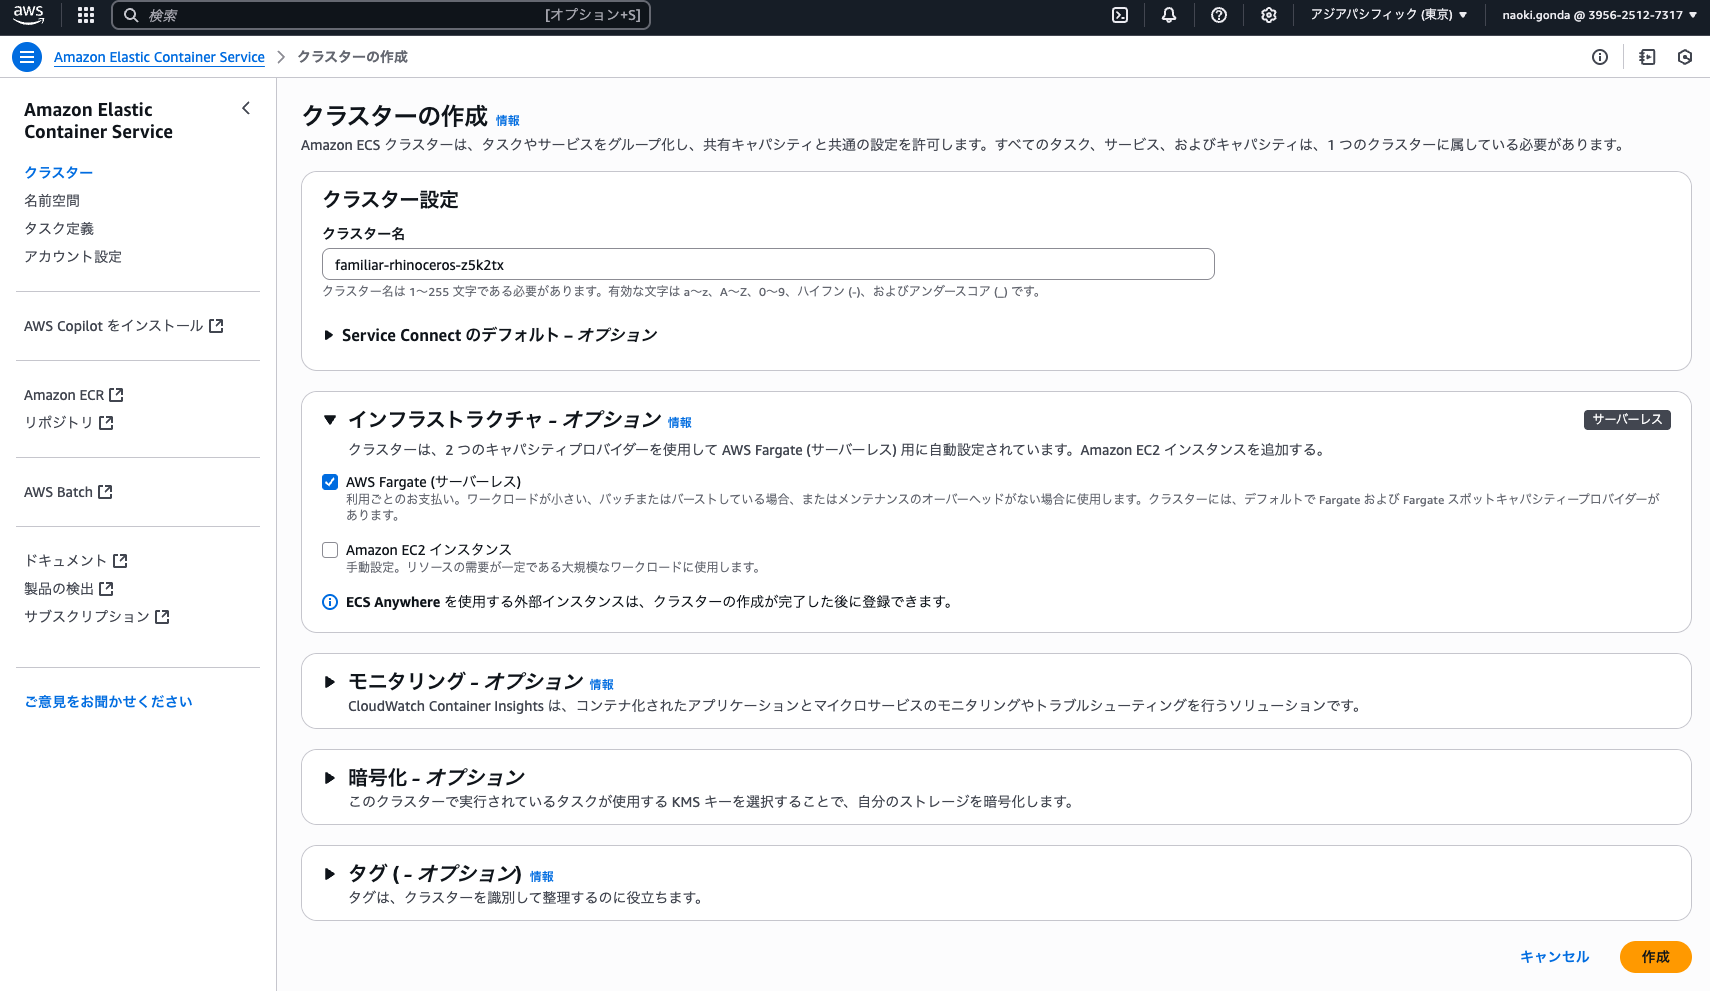 aws
検索
[オプション+S]
アジアパシフィック (東京) ▼
naoki.gonda @ 3956-2512-7317 ▼
Amazon Elastic Container Service
クラスターの作成
Amazon Elastic
Container Service
クラスター
名前空間
タスク定義
アカウント設定
AWS Copilot をインストール
Amazon ECR
リポジトリ
AWS Batch
ドキュメント
製品の検出
サブスクリプション
ご意見をお聞かせください
クラスターの作成 情報
Amazon ECS クラスターは、タスクやサービスをグループ化し、共有キャパシティと共通の設定を許可します。すべてのタスク、サービス、およびキャパシティは、1 つのクラスターに属している必要があります。
クラスター設定
クラスター名
familiar-rhinoceros-z5k2tx
クラスター名は 1～255 文字である必要があります。有効な文字は a～z、A～Z、0～9、ハイフン (-)、およびアンダースコア (_) です。
Service Connect のデフォルト – オプション
インフラストラクチャ - オプション 情報
サーバーレス
クラスターは、2 つのキャパシティプロバイダーを使用して AWS Fargate (サーバーレス) 用に自動設定されています。Amazon EC2 インスタンスを追加する。
AWS Fargate (サーバーレス)
利用ごとのお支払い。ワークロードが小さい、バッチまたはバーストしている場合、またはメンテナンスのオーバーヘッドがない場合に使用します。クラスターには、デフォルトで Fargate および Fargate スポットキャパシティープロバイダーが
あります。
Amazon EC2 インスタンス
手動設定。リソースの需要が一定である大規模なワークロードに使用します。
ECS Anywhere を使用する外部インスタンスは、クラスターの作成が完了した後に登録できます。
モニタリング - オプション 情報
CloudWatch Container Insights は、コンテナ化されたアプリケーションとマイクロサービスのモニタリングやトラブルシューティングを行うソリューションです。
暗号化 - オプション
このクラスターで実行されているタスクが使用する KMS キーを選択することで、自分のストレージを暗号化します。
タグ ( - オプション) 情報
タグは、クラスターを識別して整理するのに役立ちます。
キャンセル
作成